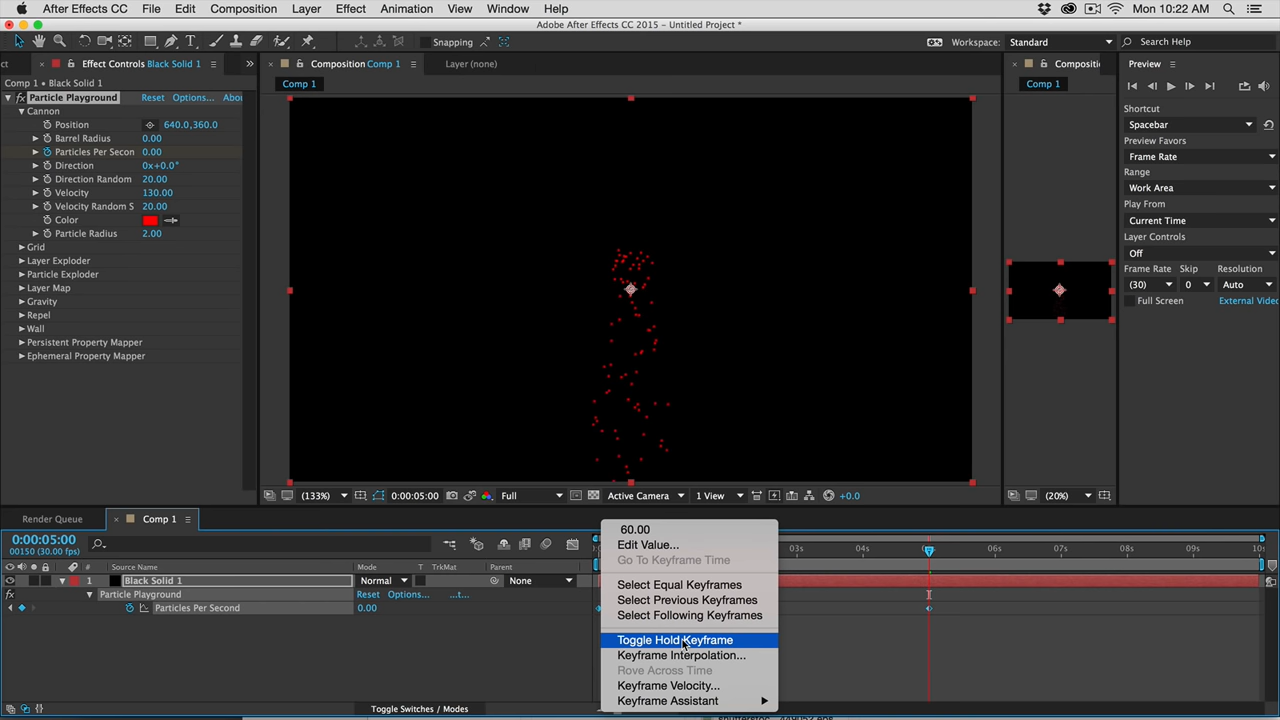 After Effects CC File Edit Composition Layer Effect Animation View Window Help Mon 10:22 AM
Adobe After Effects CC 2015 - Untitled Project *
Snapping Workspace: Standard Search Help
ct Effect Controls Black Solid 1 Composition Comp 1 Layer (none) Compositi Preview
Comp 1 • Black Solid 1 Comp 1 Comp 1
Particle Playground Reset Options... Abou
Cannon
Position 640.0,360.0
Barrel Radius 0.00
Particles Per Secon 0.00
Direction 0x+0.0°
Direction Random 20.00
Velocity 130.00
Velocity Random S 20.00
Color
Particle Radius 2.00
Grid
Layer Exploder
Particle Exploder
Layer Map
Gravity
Repel
Wall
Persistent Property Mapper
Ephemeral Property Mapper
Shortcut
Spacebar
Preview Favors
Frame Rate
Range
Work Area
Play From
Current Time
Layer Controls
Off
Frame Rate Skip Resolution
(30) 0 Auto
Full Screen External Vide
(133%) 0:00:05:00 Full Active Camera 1 View +0.0 (20%)
Render Queue Comp 1
0:00:05:00
00150 (30.00 fps)
03s 04s 06s 07s 08s 09s 10s
# Source Name Mode T TrkMat Parent
1 Black Solid 1 Normal None
Particle Playground Reset Options... ...t...
Particles Per Second 0.00
60.00
Edit Value...
Go To Keyframe Time
Select Equal Keyframes
Select Previous Keyframes
Select Following Keyframes
Toggle Hold Keyframe
Keyframe Interpolation...
Rove Across Time
Keyframe Velocity...
Keyframe Assistant
Toggle Switches / Modes